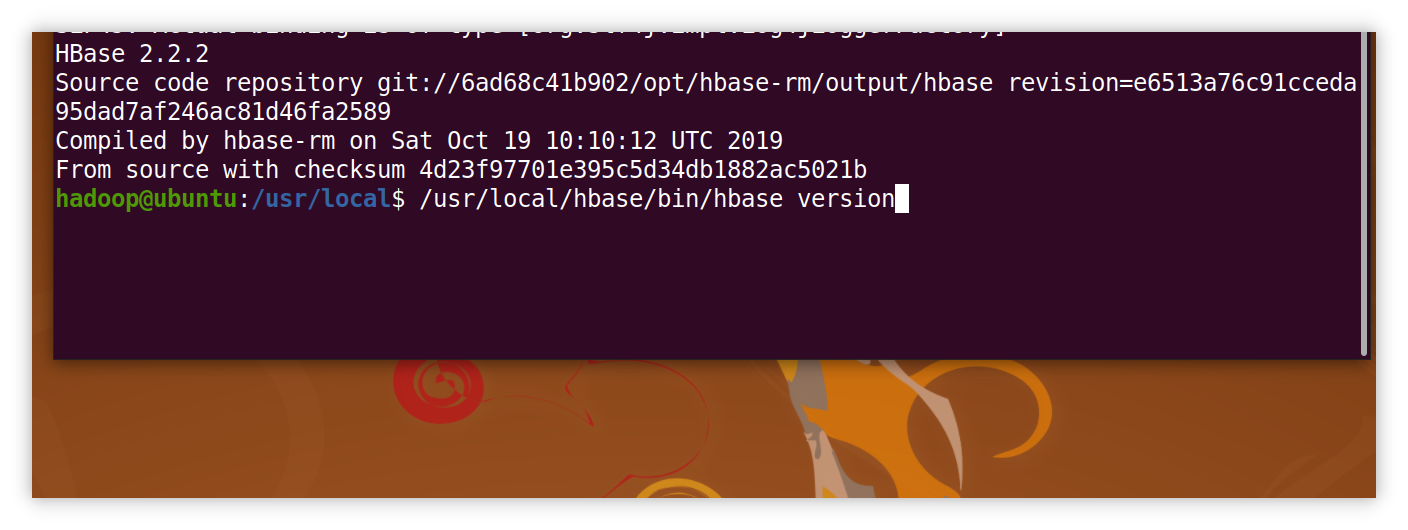 HBase 2.2.2
Source code repository git://6ad68c41b902/opt/hbase-rm/output/hbase revision=e6513a76c91cceda
95dad7af246ac81d46fa2589
Compiled by hbase-rm on Sat Oct 19 10:10:12 UTC 2019
From source with checksum 4d23f97701e395c5d34db1882ac5021b
hadoop@ubuntu:/usr/local$ /usr/local/hbase/bin/hbase version